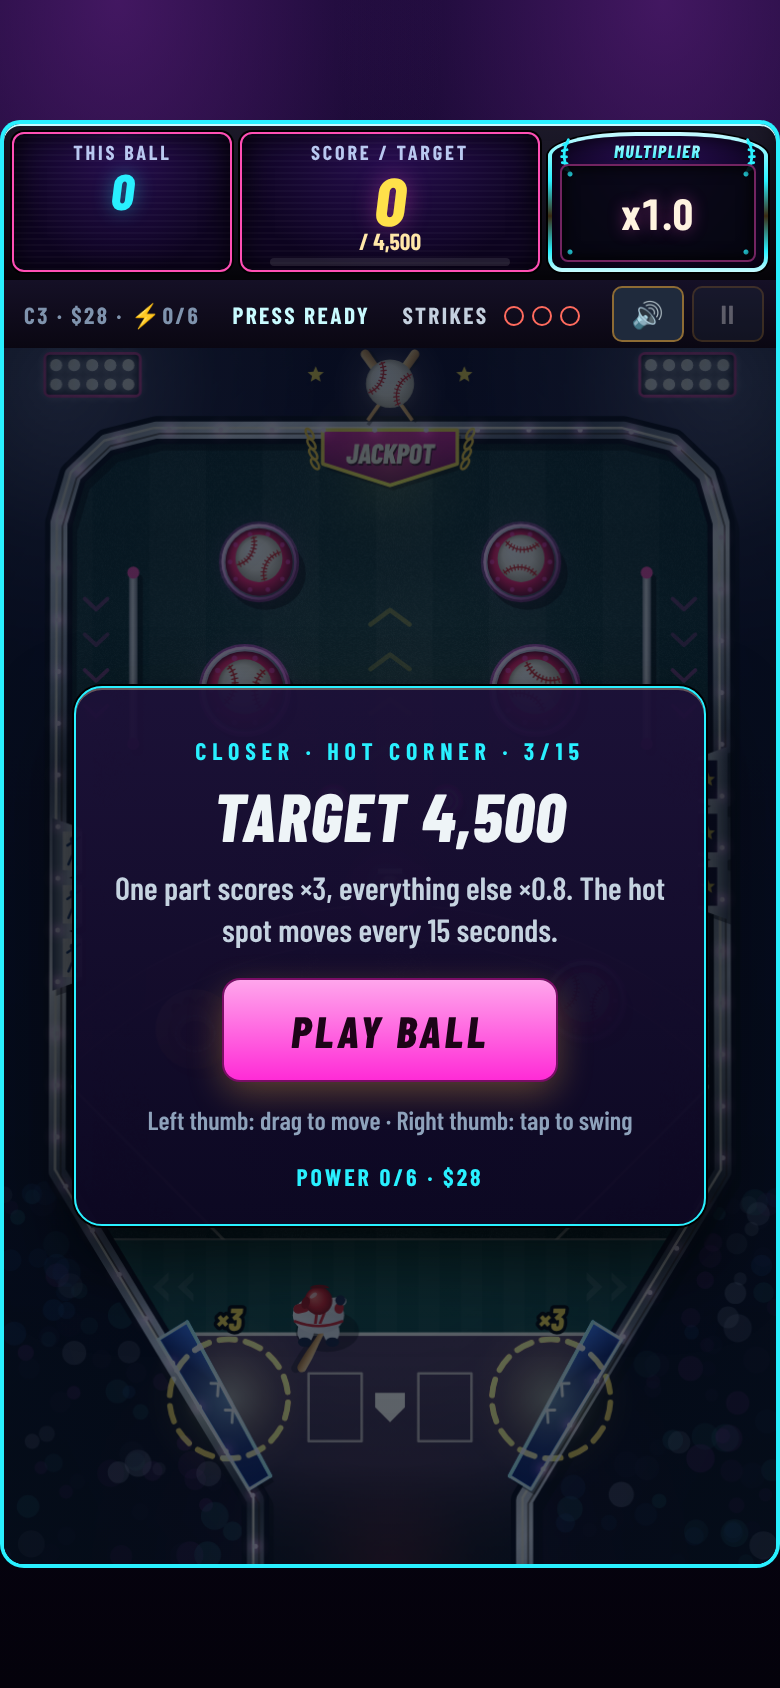 THIS BALL
0
SCORE / TARGET
0
/ 4,500
MULTIPLIER
x1.0
C3 · $28 · ⚡0/6
PRESS READY
STRIKES
JACKPOT
CLOSER · HOT CORNER · 3/15
TARGET 4,500
One part scores ×3, everything else ×0.8. The hot
spot moves every 15 seconds.
PLAY BALL
Left thumb: drag to move · Right thumb: tap to swing
POWER 0/6 · $28
×3
×3